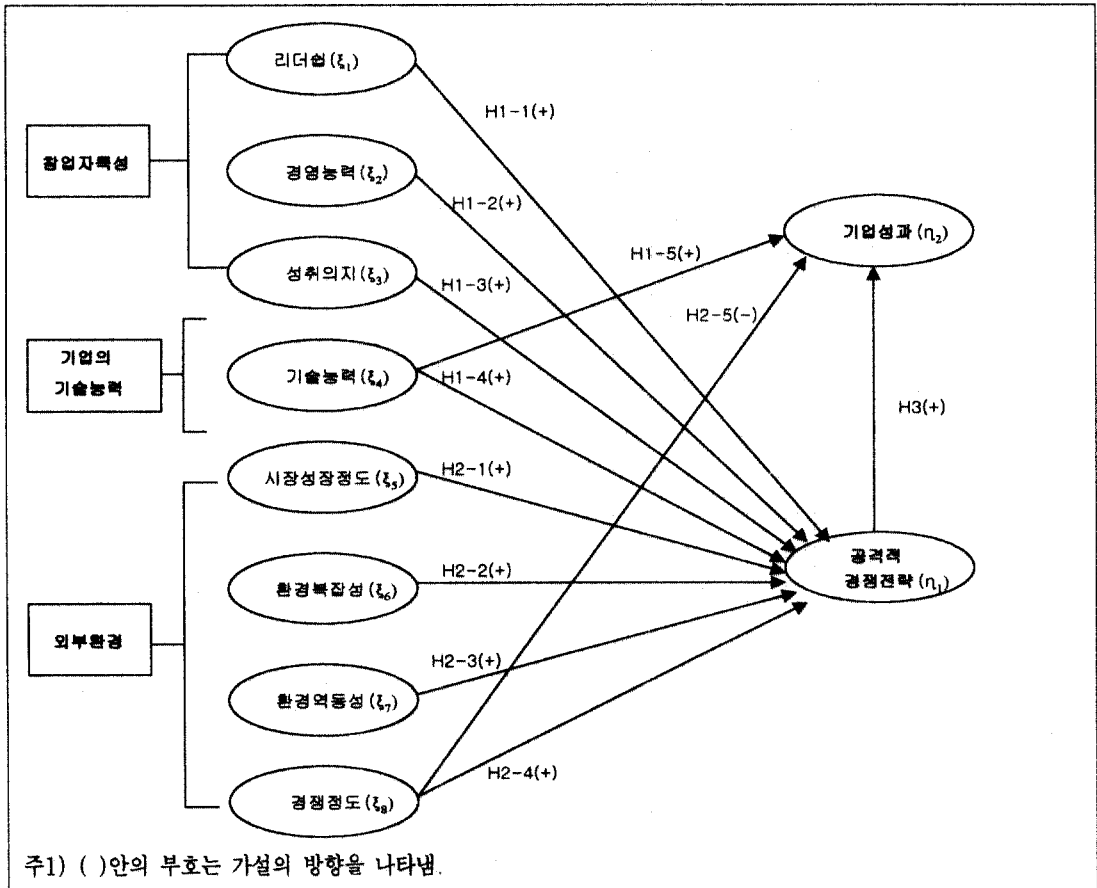 리더쉽(ξ1)
H1-1(+)
창업자특성
경영능력(ξ2)
H1-2(+)
기업성과(η2)
H1-5(+)
성취의지(ξ3)
H1-3(+)
H2-5(-)
기업의
기술능력
기술능력(ξ4)
H1-4(+)
H3(+)
시장성장정도(ξ5)
H2-1(+)
공격적
경쟁전략(η1)
환경복잡성(ξ6)
H2-2(+)
외부환경
H2-3(+)
환경역동성(ξ7)
H2-4(+)
경쟁정도(ξ8)
주1) ( )안의 부호는 가설의 방향을 나타냄.